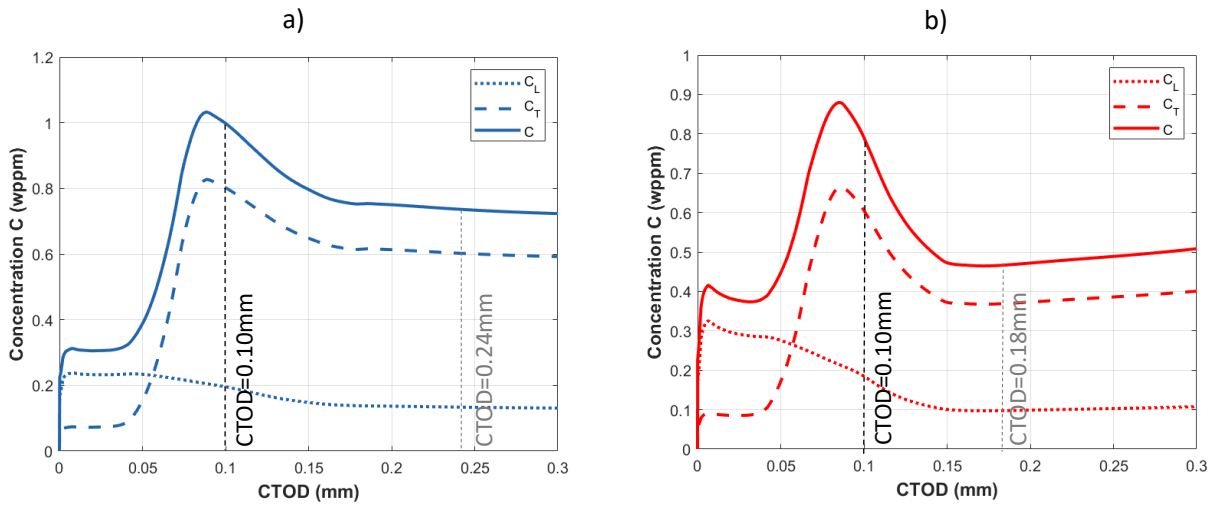 a)
1.2
1
0.8
0.6
0.4
0.2
0
Concentration C (wppm)
0
0.05
0.1
0.15
0.2
0.25
0.3
CTOD (mm)
C_L
C_T
C
CTOD=0.10mm
CTOD=0.24mm
b)
1
0.9
0.8
0.7
0.6
0.5
0.4
0.3
0.2
0.1
0
Concentration C (wppm)
0
0.05
0.1
0.15
0.2
0.25
0.3
CTOD (mm)
C_L
C_T
C
CTOD=0.10mm
CTOD=0.18mm